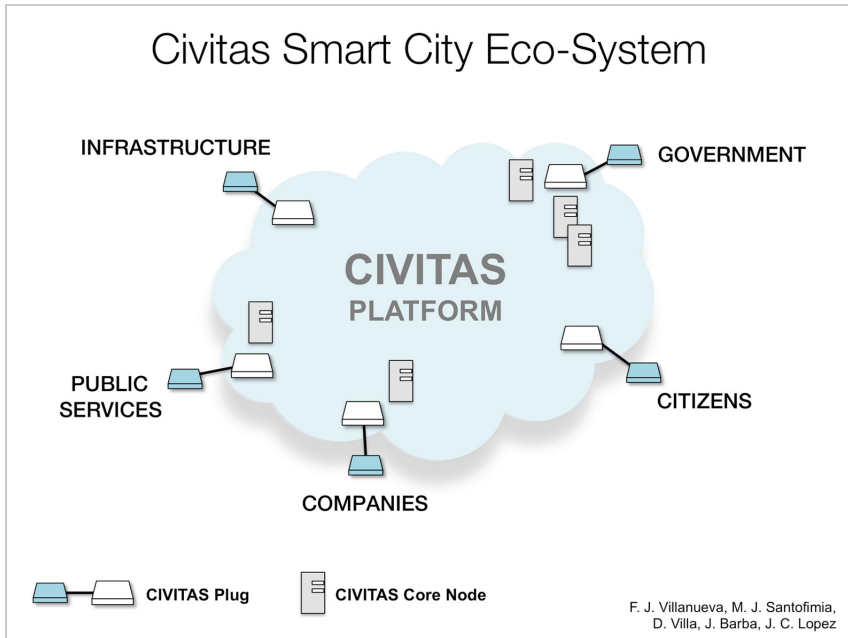 Civitas Smart City Eco-System
INFRASTRUCTURE
GOVERNMENT
CIVITAS
PLATFORM
PUBLIC
SERVICES
CITIZENS
COMPANIES
CIVITAS Plug
CIVITAS Core Node
F. J. Villanueva, M. J. Santofimia,
D. Villa, J. Barba, J. C. Lopez